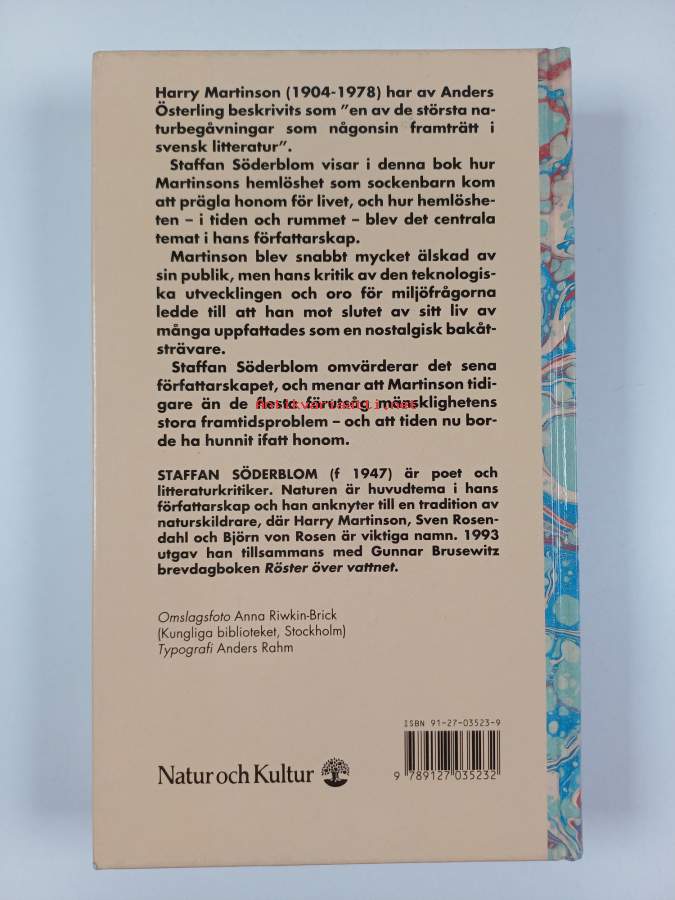 Harry Martinson (1904-1978) har av Anders
Österling beskrivits som ”en av de största na-
turbegåvningar som någonsin framträtt i
svensk litteratur”.
Staffan Söderblom visar i denna bok hur
Martinsons hemlöshet som sockenbarn kom
att prägla honom för livet, och hur hemlöshe-
ten – i tiden och rummet – blev det centrala
temat i hans författarskap.
Martinson blev snabbt mycket älskad av
sin publik, men hans kritik av den teknologis-
ka utvecklingen och oro för miljöfrågorna
ledde till att han mot slutet av sitt liv av
många uppfattades som en nostalgisk bakåt-
strävare.
Staffan Söderblom omvärderar det sena
författarskapet, och menar att Martinson tidi-
gare än de flesta förutsåg mänsklighetens
stora framtidsproblem – och att tiden nu bor-
de ha hunnit ifatt honom.
STAFFAN SÖDERBLOM (f 1947) är poet och
litteraturkritiker. Naturen är huvudtema i hans
författarskap och han anknyter till en tradition av
naturskildrare, där Harry Martinson, Sven Rosen-
dahl och Björn von Rosen är viktiga namn. 1993
utgav han tillsammans med Gunnar Brusewitz
brevdagboken Röster över vattnet.
Omslagsfoto Anna Riwkin-Brick
(Kungliga biblioteket, Stockholm)
Typografi Anders Rahm
ISBN 91-27-03523-9
Natur och Kultur
9 789127 035232